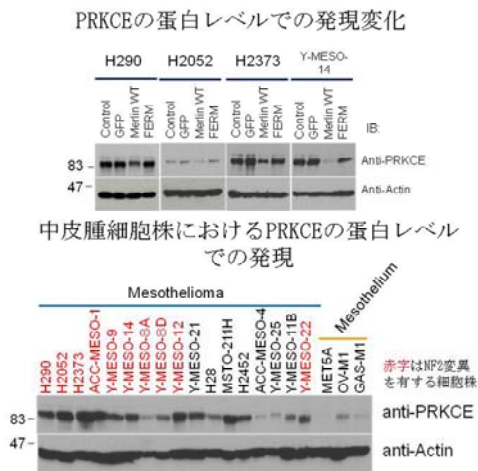 PRKCEの蛋白レベルでの発現変化
H290 H2052 H2373 Y-MESO-14
Control GFP Merlin WT FERM Control GFP Merlin WT FERM Control GFP Merlin WT FERM Control GFP Merlin WT FERM
IB:
83 Anti-PRKCE
47 Anti-Actin
中皮腫細胞株におけるPRKCEの蛋白レベル
での発現
Mesothelioma Mesothelium
H290 H2052 H2373 ACC-MESO-1 Y-MESO-9 Y-MESO-14 Y-MESO-8A Y-MESO-8D Y-MESO-12 Y-MESO-21 H28 MSTO-211H H2452 ACC-MESO-4 Y-MESO-25 Y-MESO-11B Y-MESO-22 MET5A OV-M1 GAS-M1
赤字はNF2変異
を有する細胞株
83 anti-PRKCE
47 anti-Actin